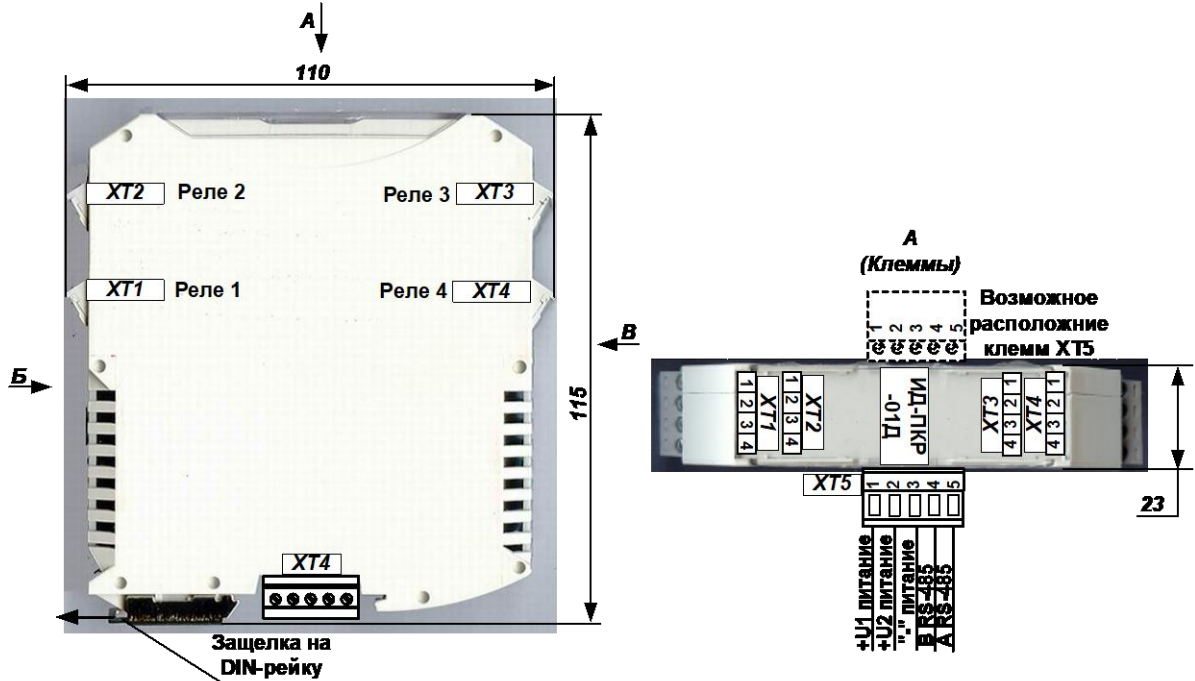 А
110
XT2 Реле 2
Реле 3 XT3
XT1 Реле 1
Реле 4 XT4
Б
В
115
XT4
Защелка на
DIN-рейку
А
(Клеммы)
Возможное
расположние
клемм XT5
1 2 3 4 5
1 2 3 4
XT1
1 2 3 4
XT2
ИД-ПКР
-01Д
XT3
1 2 3 4
XT4
1 2 3 4
XT5
1 2 3 4 5
23
+U1 питание
+U2 питание
"-" питание
B RS-485
A RS-485